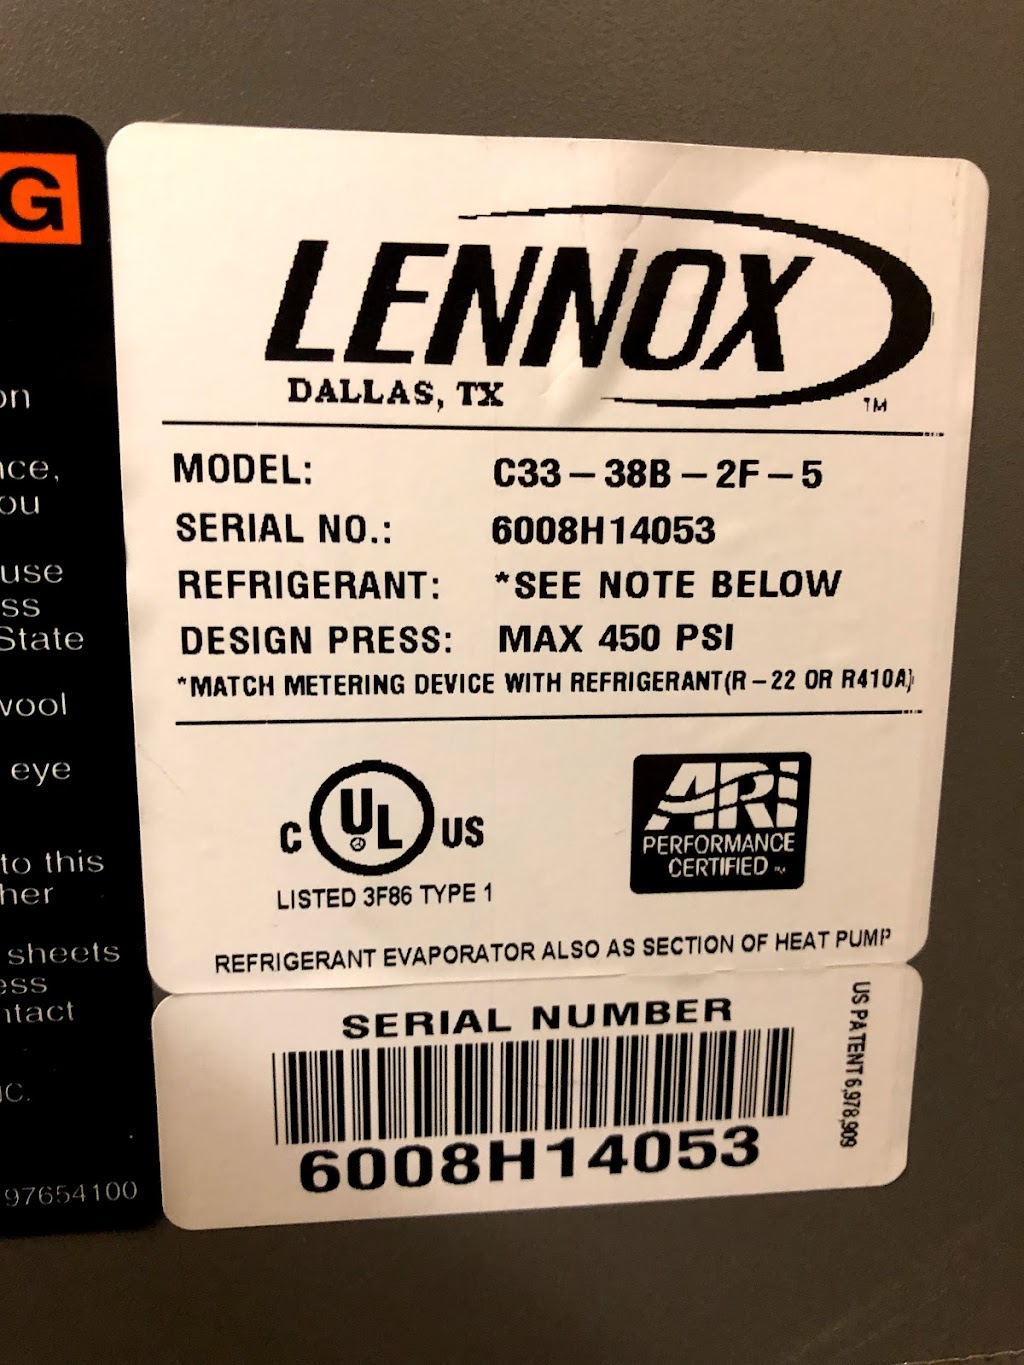 G
on
nce,
ou
use
ss
State
wool
eye
to this
her
sheets
ess
ntact
NC.
97654100
LENNOX
DALLAS, TX
TM
MODEL: C33-38B-2F-5
SERIAL NO.: 6008H14053
REFRIGERANT: *SEE NOTE BELOW
DESIGN PRESS: MAX 450 PSI
*MATCH METERING DEVICE WITH REFRIGERANT(R-22 OR R410A)
C UL US
LISTED 3F86 TYPE 1
ARI
PERFORMANCE
CERTIFIED TM
REFRIGERANT EVAPORATOR ALSO AS SECTION OF HEAT PUMP
SERIAL NUMBER
6008H14053
US PATENT 6,978,909